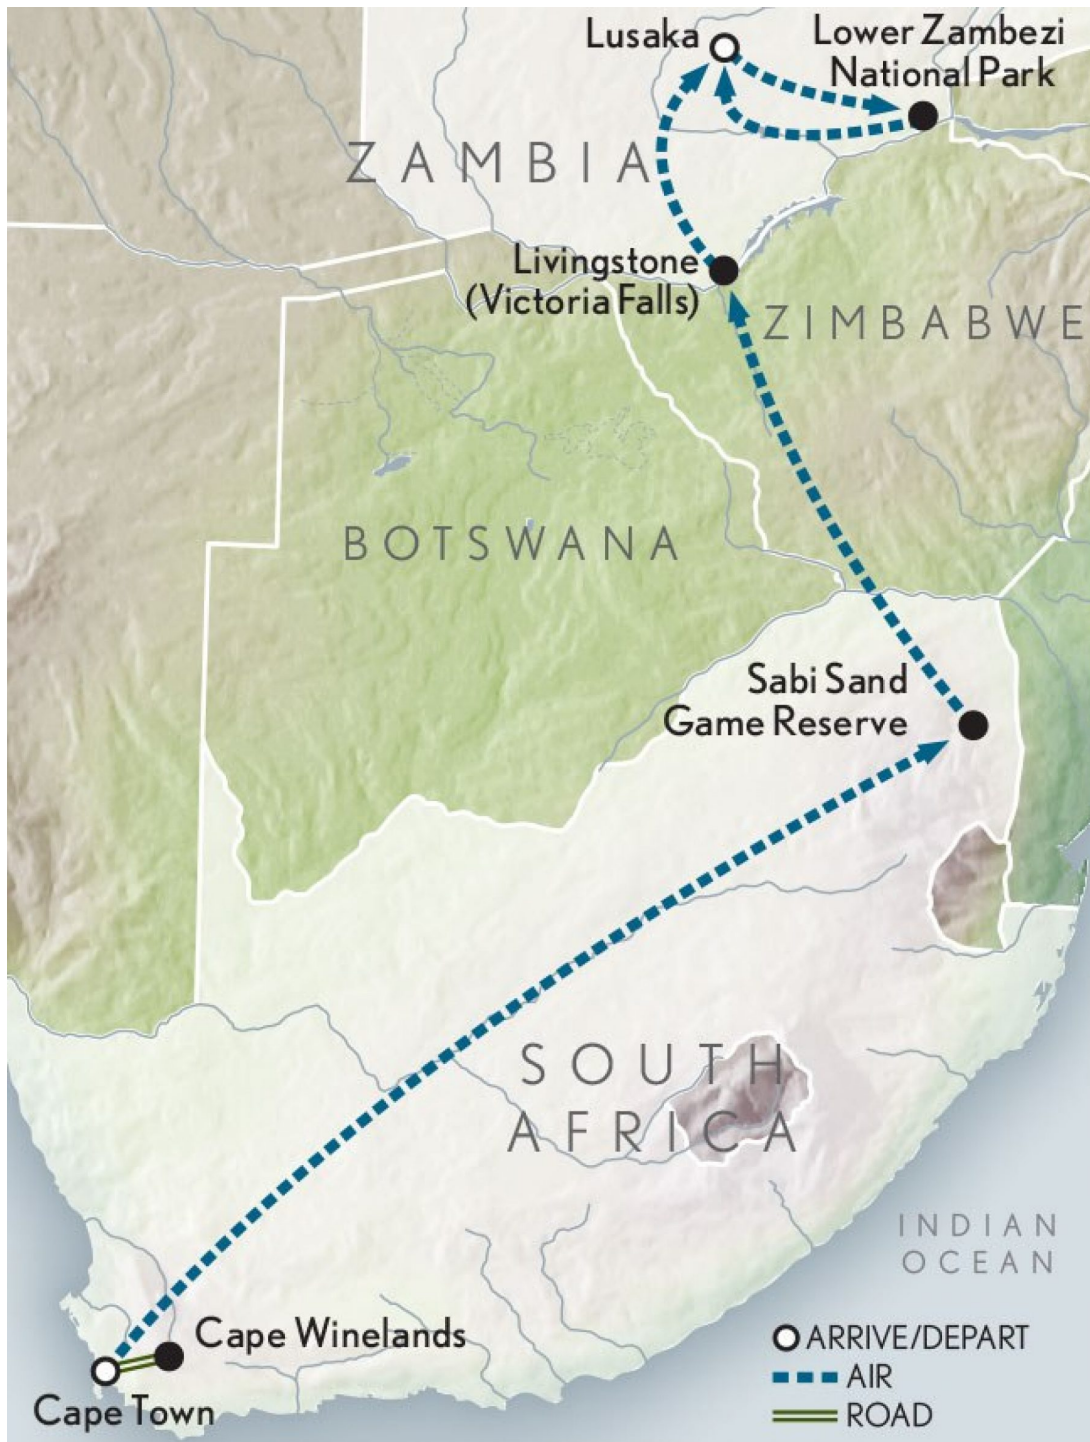 Lusaka
Lower Zambezi
National Park
ZAMBIA
Livingstone
(Victoria Falls)
ZIMBABWE
BOTSWANA
Sabi Sand
Game Reserve
SOUTH
AFRICA
INDIAN
OCEAN
Cape Winelands
Cape Town
ARRIVE/DEPART
AIR
ROAD